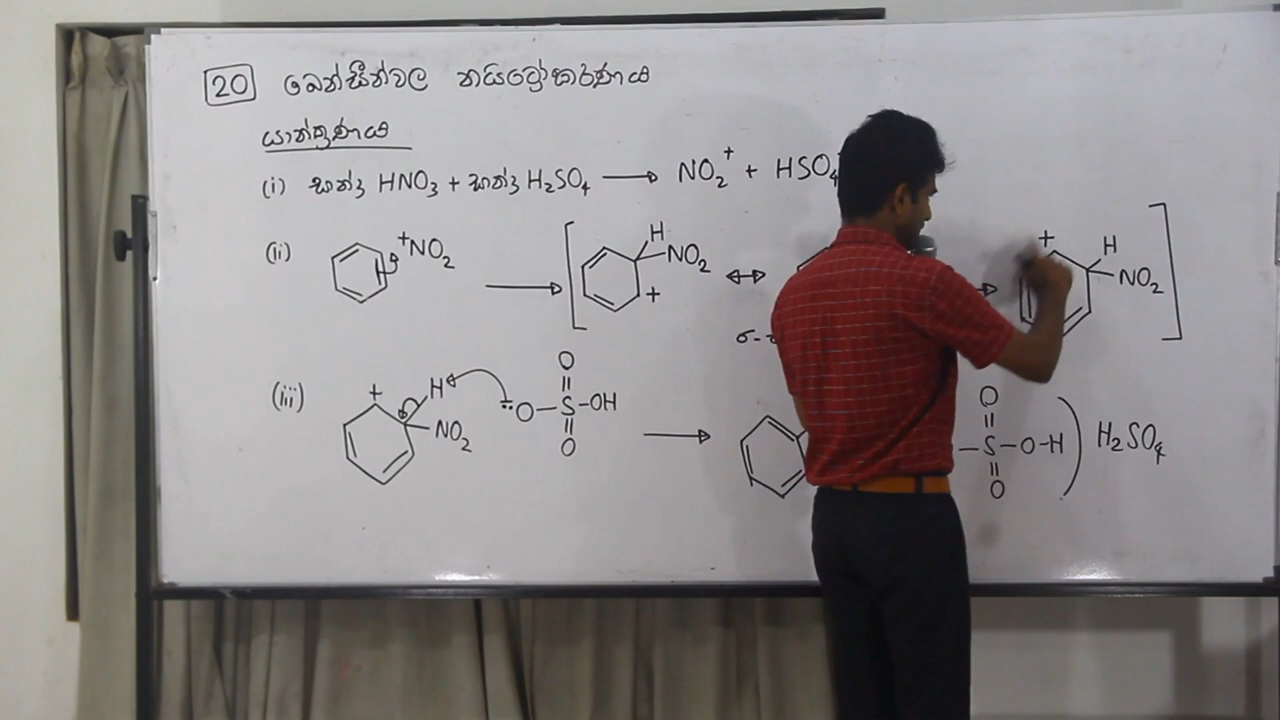 20 බෙන්සීන්වල නයිට්‍රෝකරණය
යාන්ත්‍රණය
(i) සාන්ද්‍ර HNO₃ + සාන්ද්‍ර H₂SO₄ → NO₂⁺ + HSO₄
(ii) ⁺NO₂ → [ H NO₂ + ↔ → + H NO₂ ]
σ-
(iii) + H NO₂ :O-S-OH O O → O -S-O-H O ) H₂SO₄